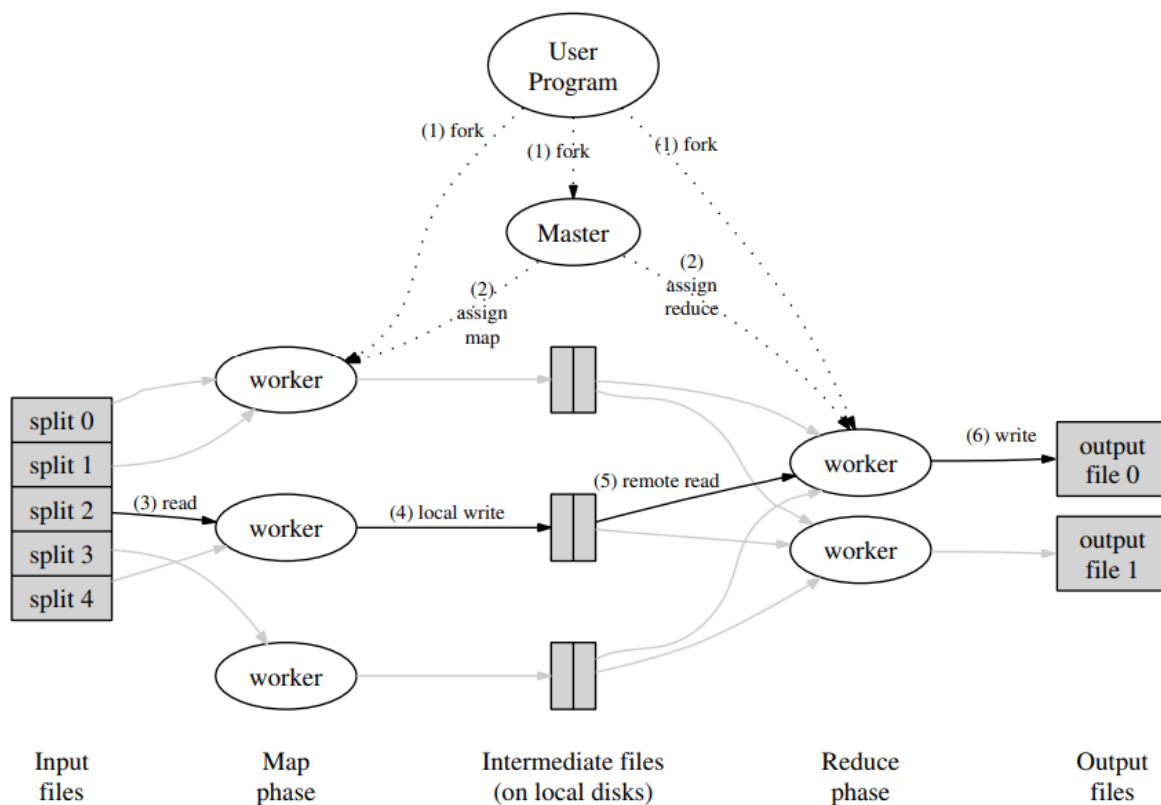 User
Program
(1) fork
(1) fork
(1) fork
Master
(2)
assign
map
(2)
assign
reduce
worker
split 0
split 1
split 2
split 3
split 4
(3) read
worker
(4) local write
worker
(5) remote read
worker
(6) write
output
file 0
worker
output
file 1
Input
files
Map
phase
Intermediate files
(on local disks)
Reduce
phase
Output
files